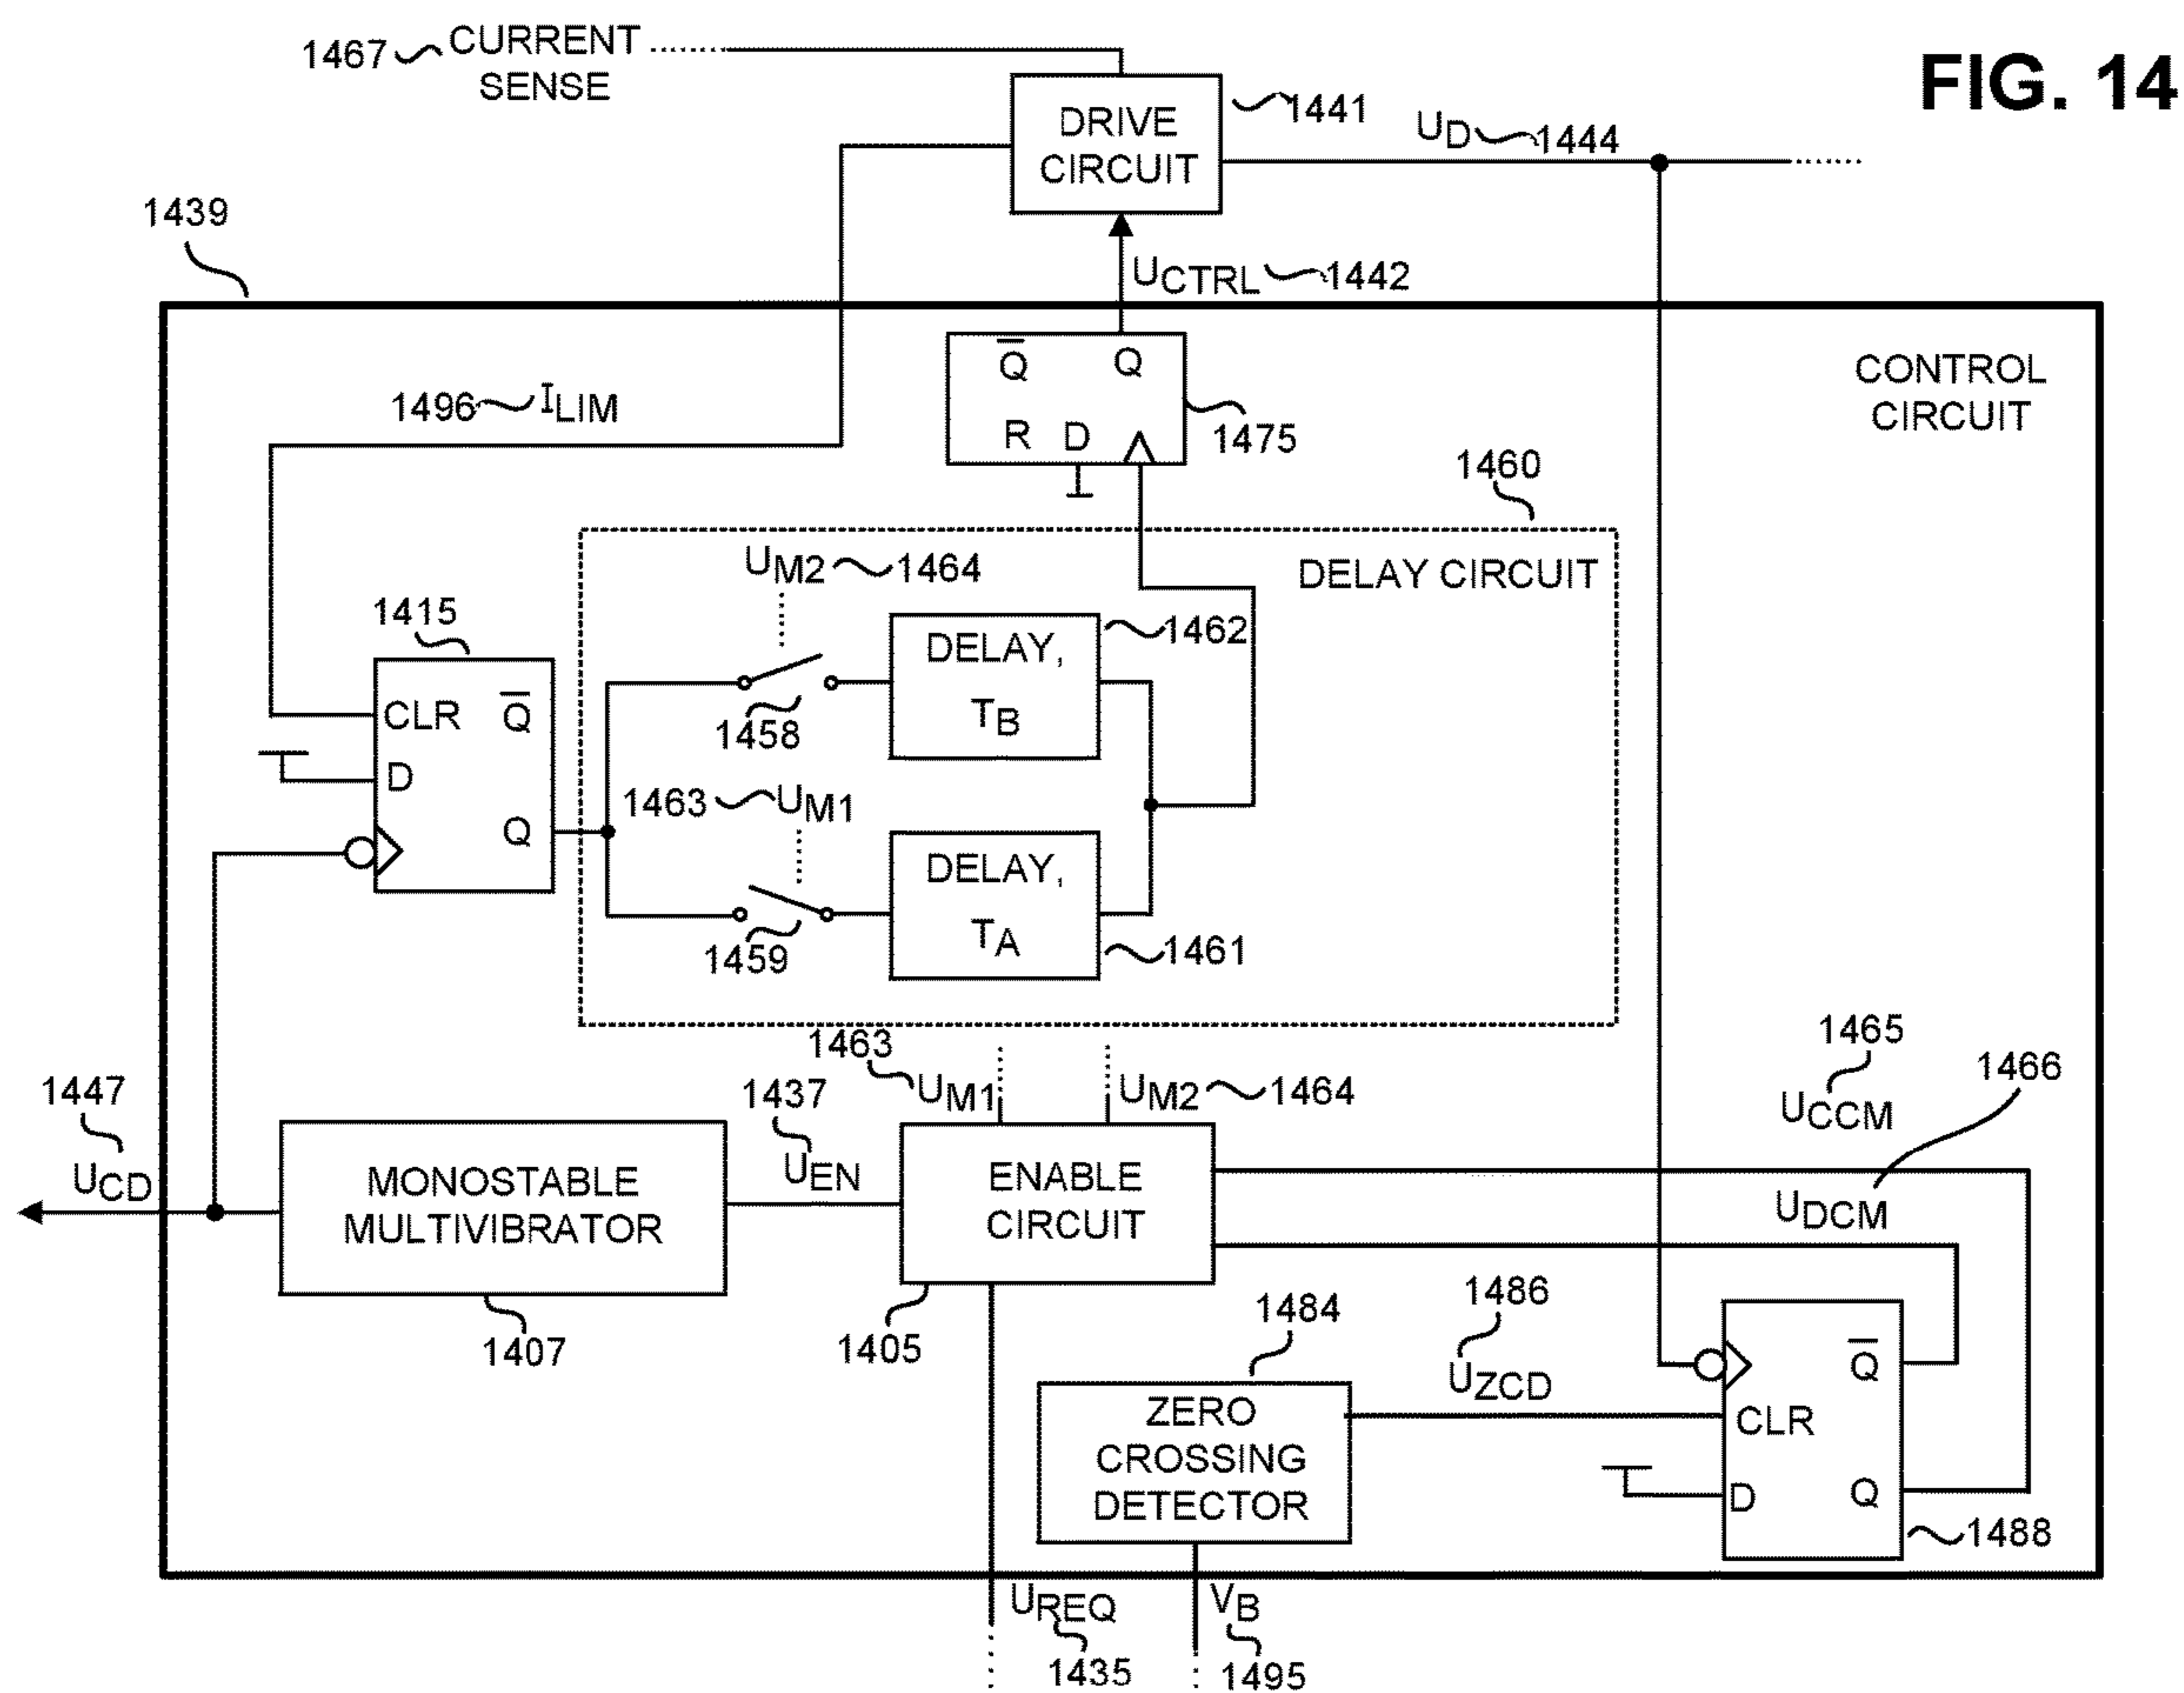 FIG. 14
1467 CURRENT
SENSE
DRIVE
CIRCUIT
1441
UD 1444
1439
UCTRL 1442
CONTROL
CIRCUIT
Q̅ Q
R D
1475
1496 ILIM
1460
DELAY CIRCUIT
UM2 1464
1415
CLR Q̅
D
Q
1458
DELAY,
TB
1462
1463 UM1
1459
DELAY,
TA
1461
1463
UM1
UM2 1464
1465
UCCM
1466
UDCM
1447
UCD
MONOSTABLE
MULTIVIBRATOR
1407
1437
UEN
ENABLE
CIRCUIT
1405
1484
ZERO
CROSSING
DETECTOR
1486
UZCD
Q̅
CLR
D Q
1488
UREQ
1435
VB
1495